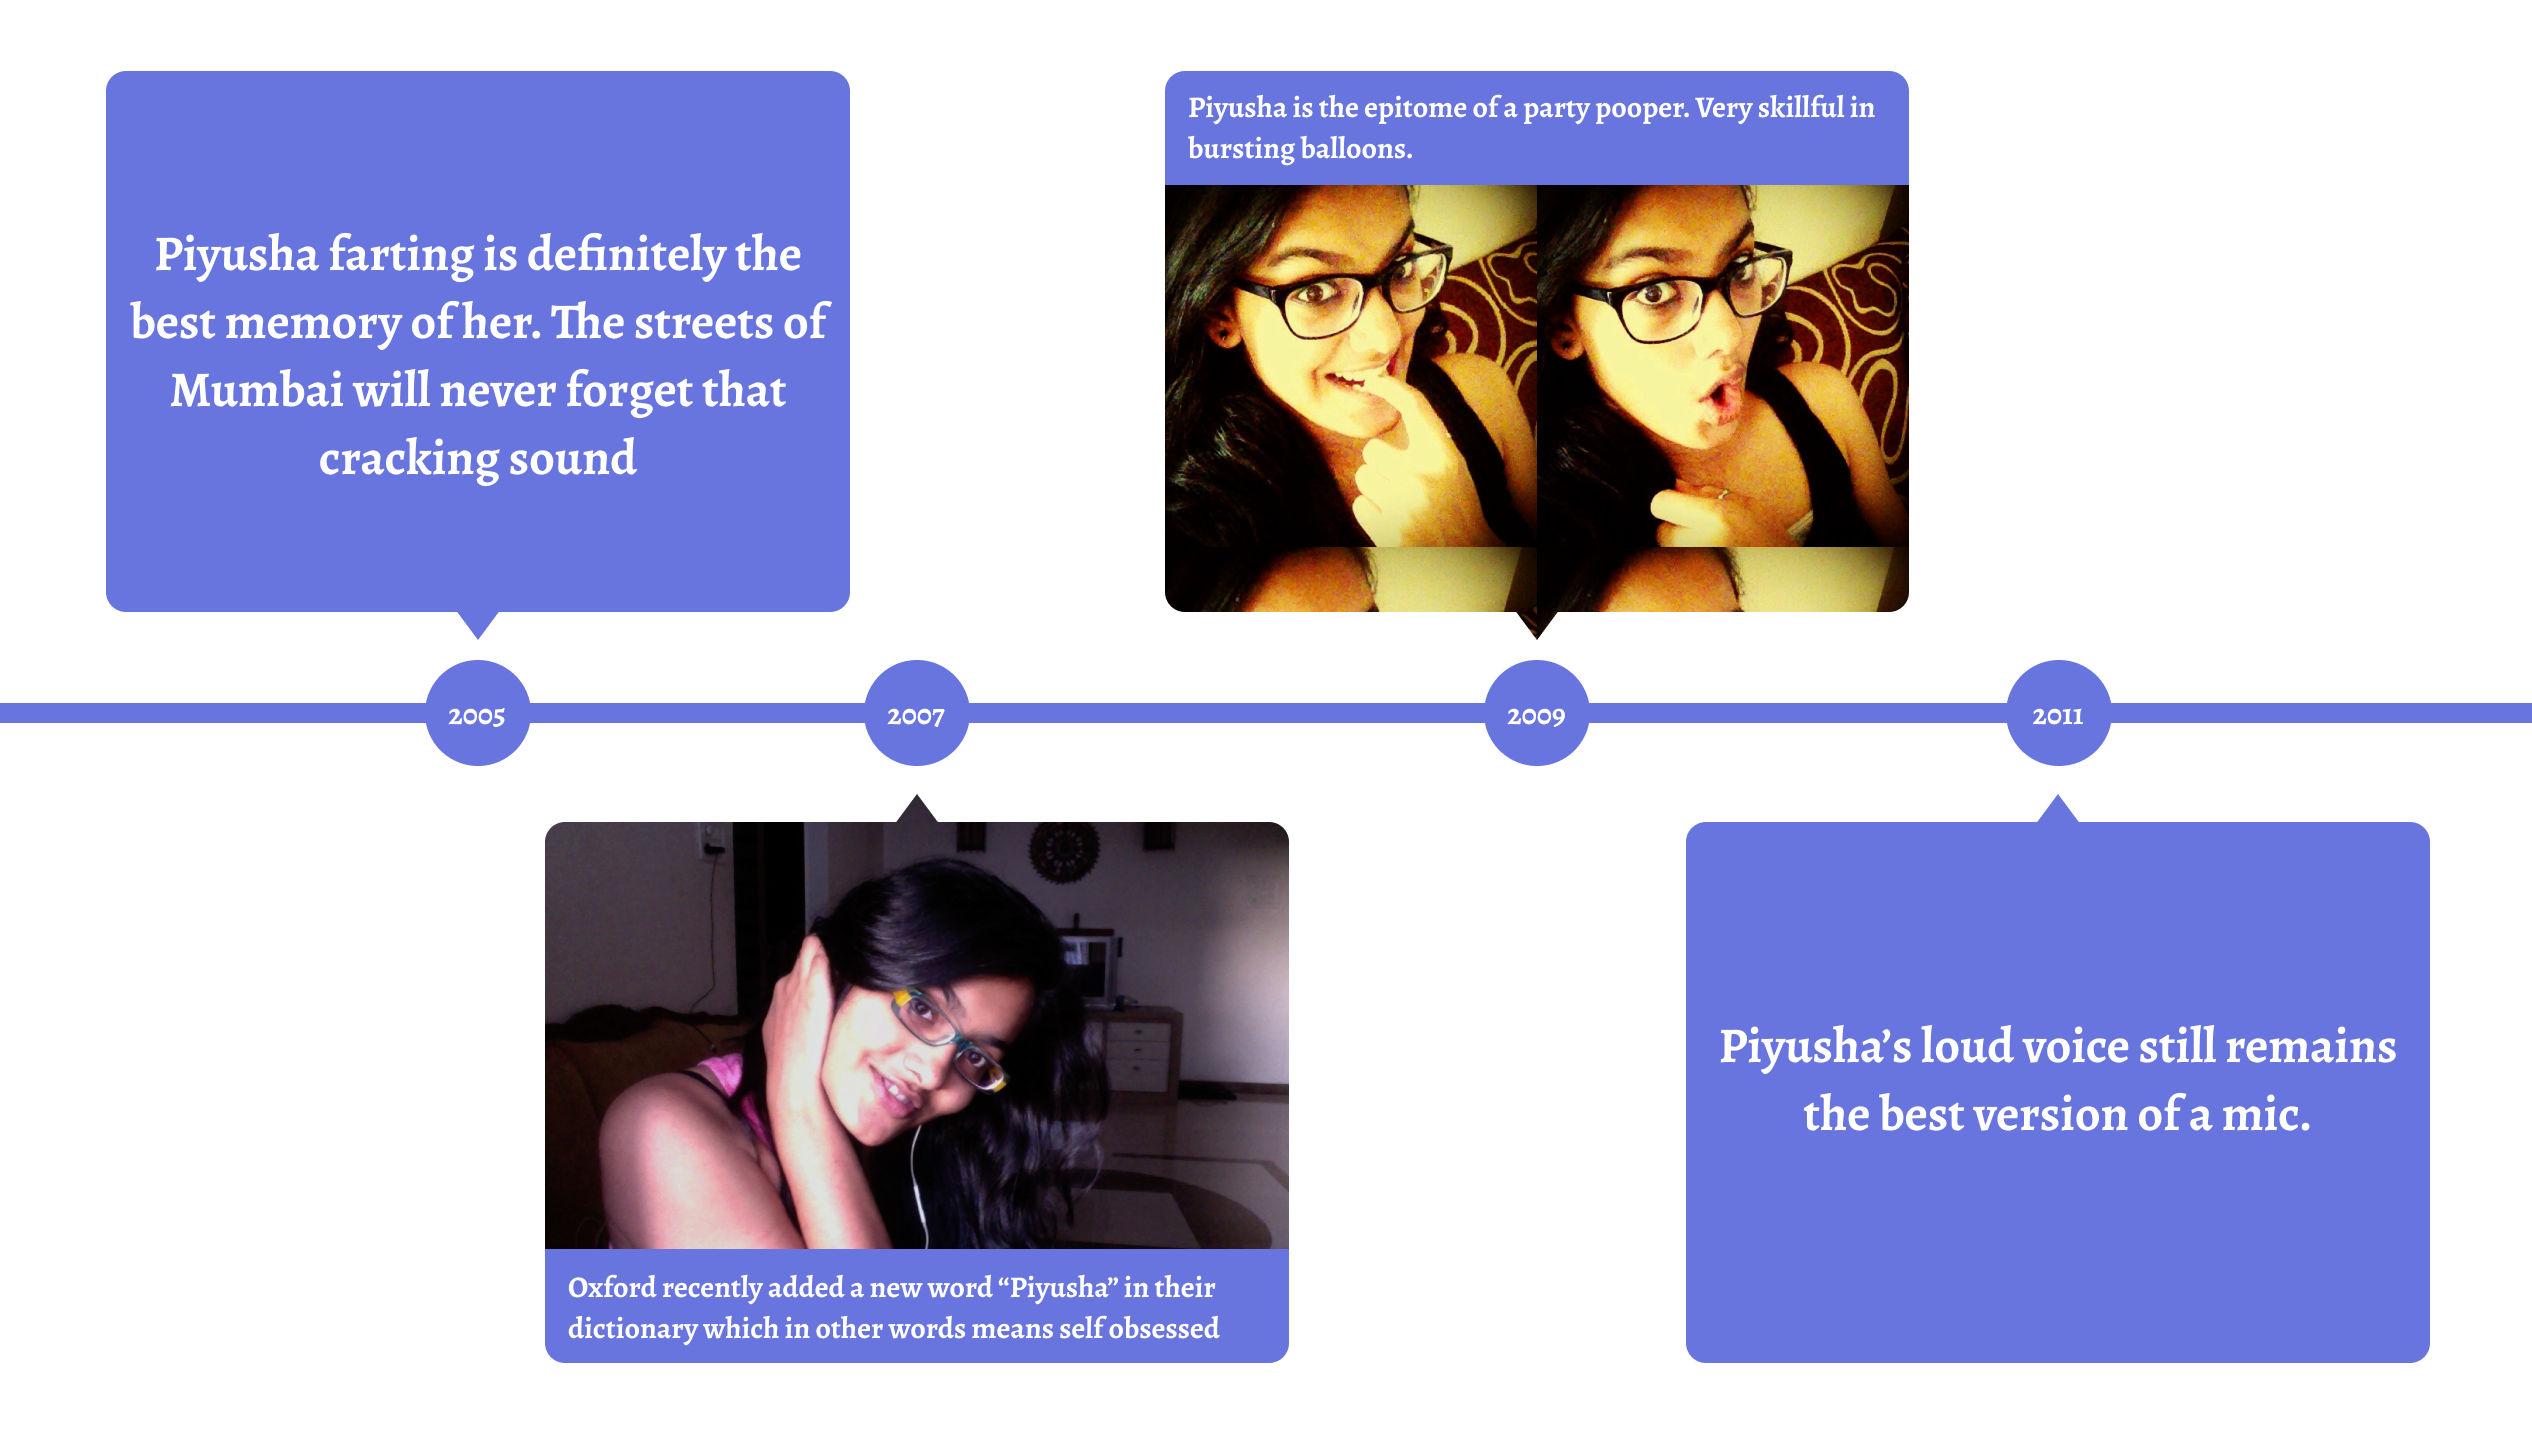 Piyusha farting is definitely the
best memory of her. The streets of
Mumbai will never forget that
cracking sound
Piyusha is the epitome of a party pooper. Very skillful in
bursting balloons.
2005
2007
2009
2011
Oxford recently added a new word “Piyusha” in their
dictionary which in other words means self obsessed
Piyusha’s loud voice still remains
the best version of a mic.